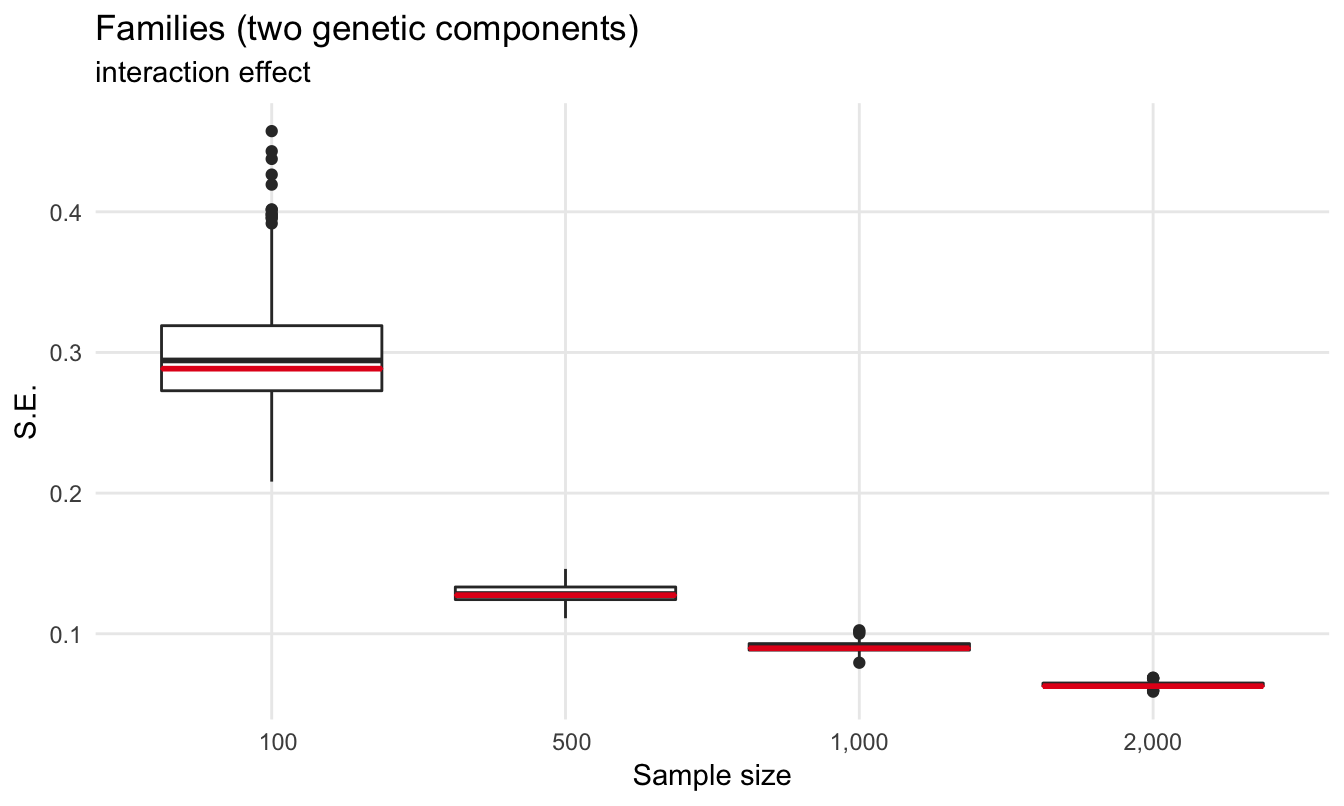 Families (two genetic components)
interaction effect
S.E.
0.4
0.3
0.2
0.1
100 500 1,000 2,000
Sample size